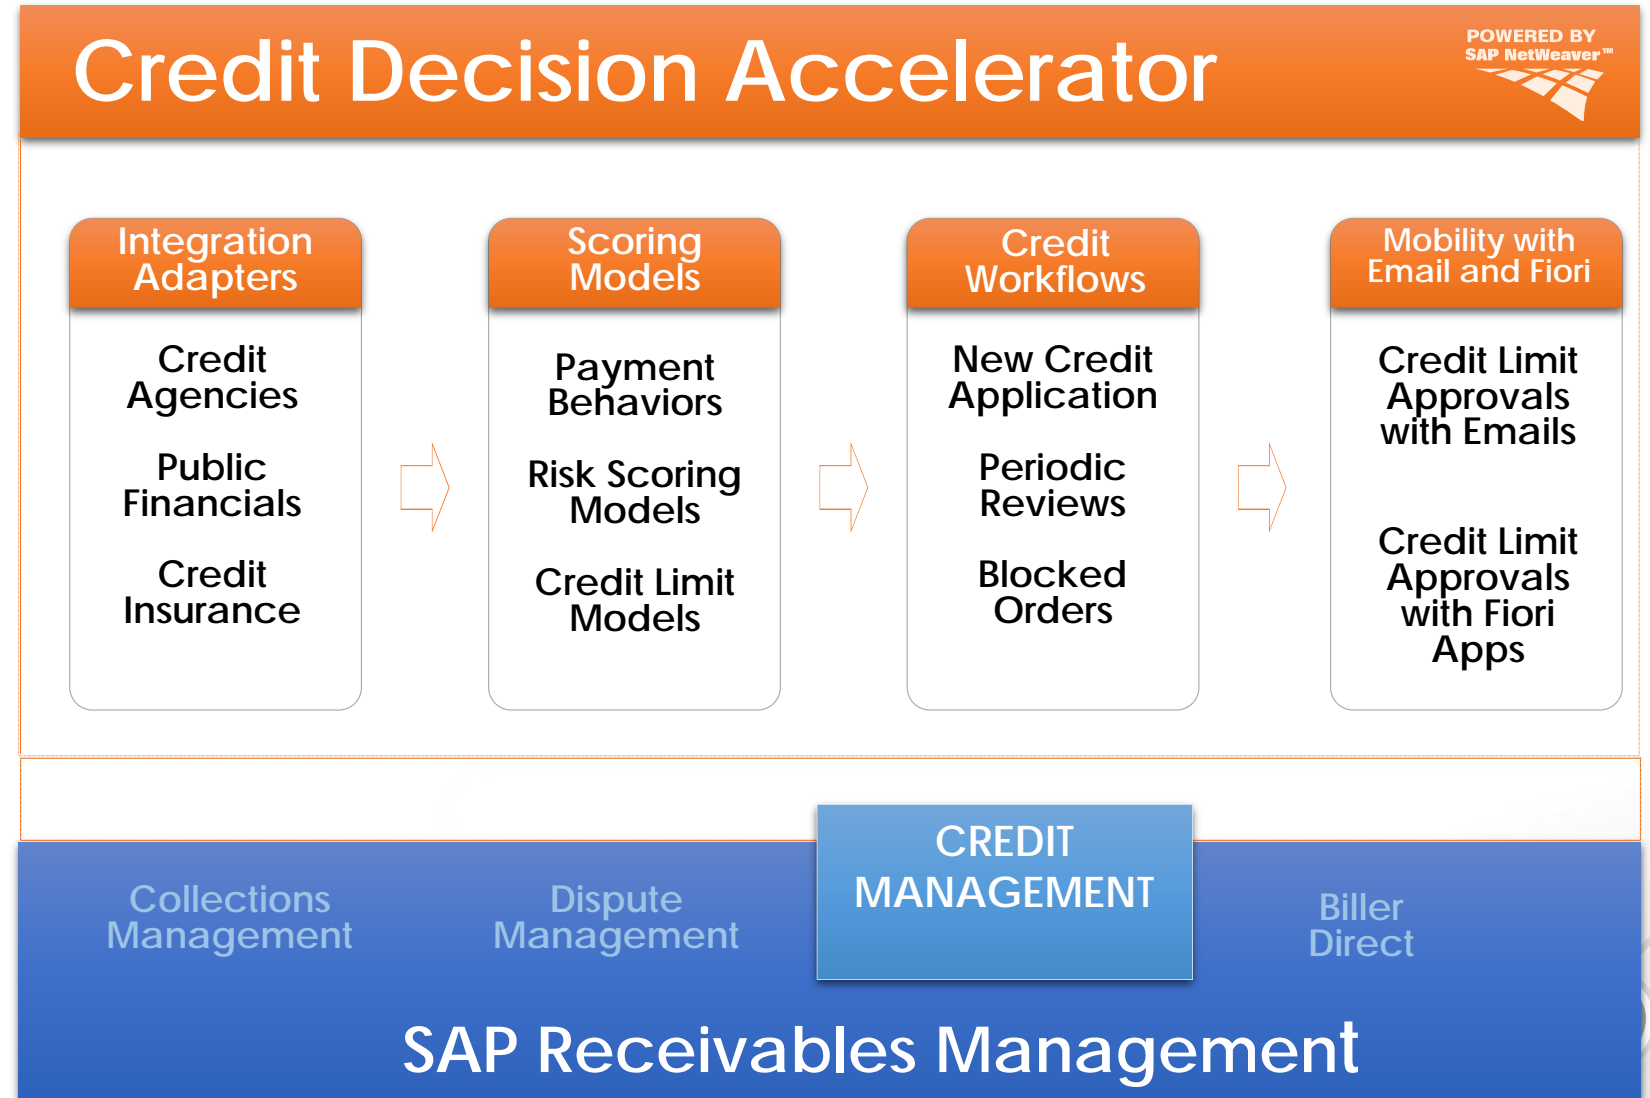 Credit Decision Accelerator
POWERED BY
SAP NetWeaver™
Integration
Adapters
Credit
Agencies
Public
Financials
Credit
Insurance
Scoring
Models
Payment
Behaviors
Risk Scoring
Models
Credit Limit
Models
Credit
Workflows
New Credit
Application
Periodic
Reviews
Blocked
Orders
Mobility with
Email and Fiori
Credit Limit
Approvals
with Emails
Credit Limit
Approvals
with Fiori
Apps
Collections
Management
Dispute
Management
CREDIT
MANAGEMENT
Biller
Direct
SAP Receivables Management